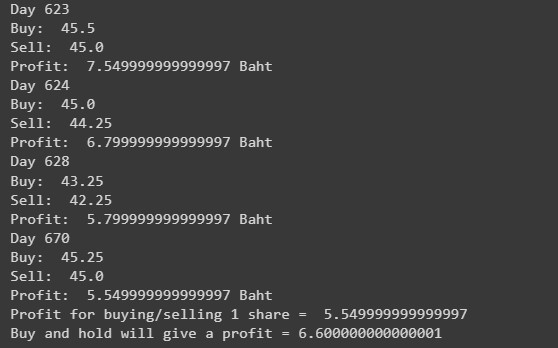 Day 623
Buy:  45.5
Sell:  45.0
Profit:  7.549999999999997 Baht
Day 624
Buy:  45.0
Sell:  44.25
Profit:  6.799999999999997 Baht
Day 628
Buy:  43.25
Sell:  42.25
Profit:  5.799999999999997 Baht
Day 670
Buy:  45.25
Sell:  45.0
Profit:  5.549999999999997 Baht
Profit for buying/selling 1 share =  5.549999999999997
Buy and hold will give a profit = 6.600000000000001